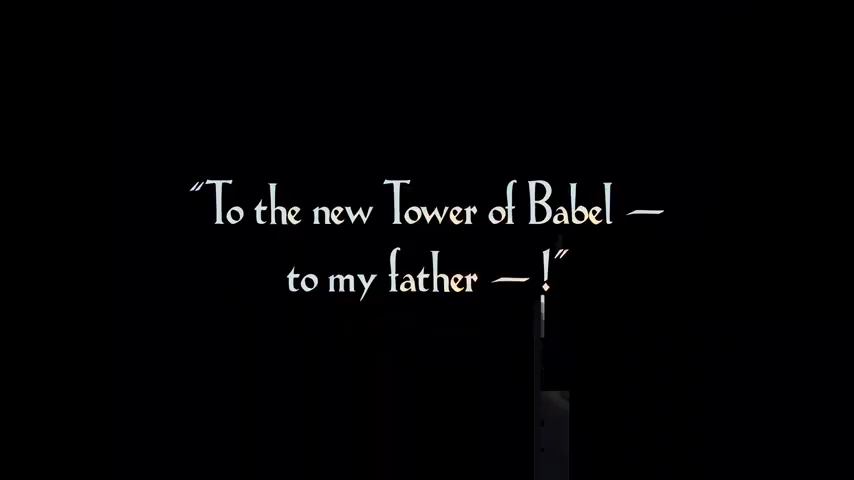 "To the new Tower of Babel —
to my father — !"